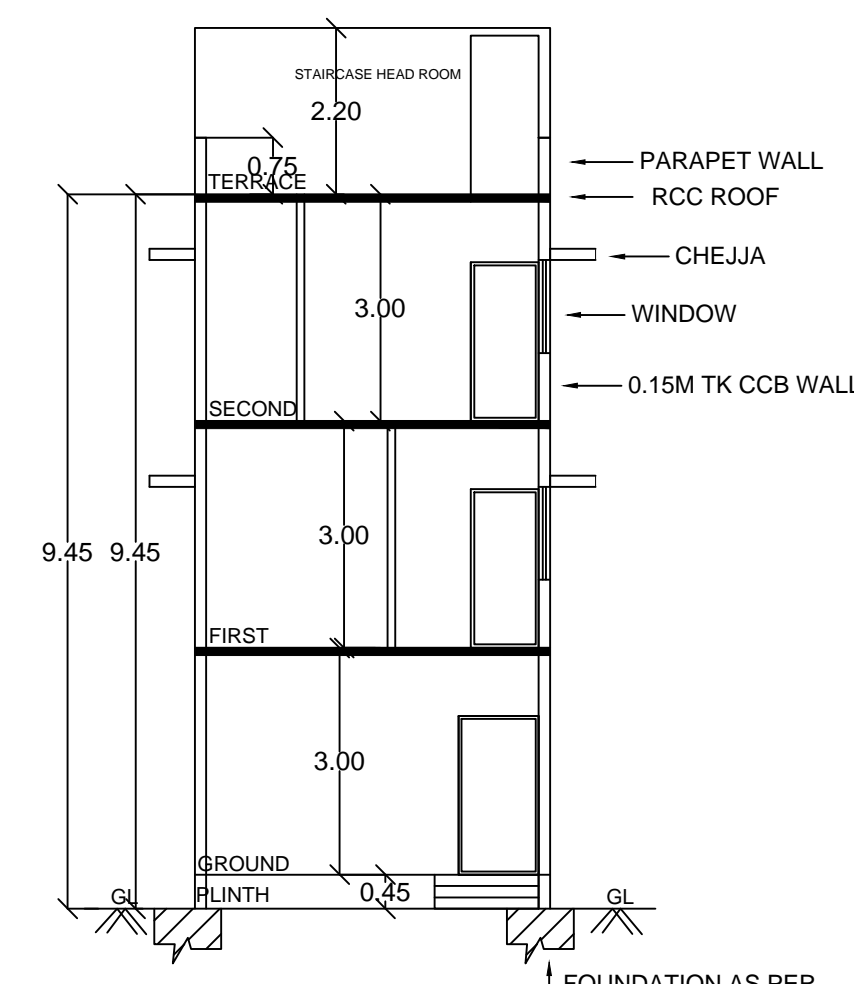 STAIRCASE HEAD ROOM
2.20
0.75
TERRACE
PARAPET WALL
RCC ROOF
CHEJJA
3.00
WINDOW
0.15M TK CCB WALL
SECOND
9.45
9.45
3.00
FIRST
3.00
GROUND
GL
PLINTH
0.45
GL
FOUNDATION AS PER